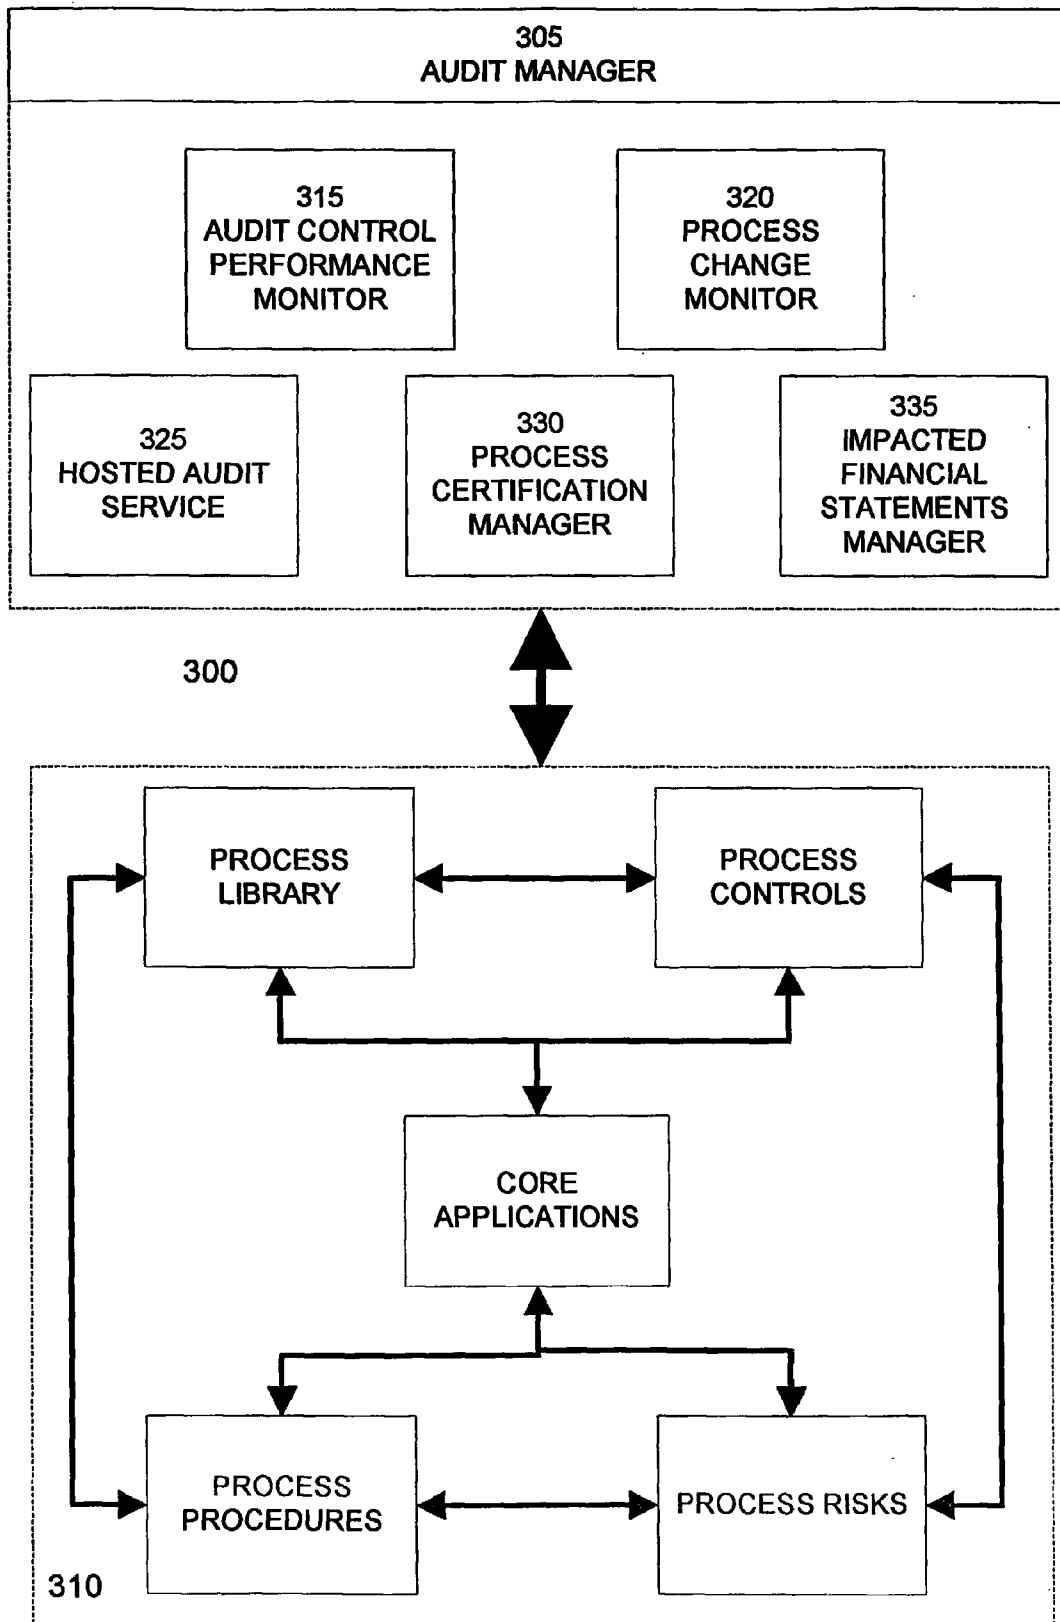 305
AUDIT MANAGER
315
AUDIT CONTROL
PERFORMANCE
MONITOR
320
PROCESS
CHANGE
MONITOR
325
HOSTED AUDIT
SERVICE
330
PROCESS
CERTIFICATION
MANAGER
335
IMPACTED
FINANCIAL
STATEMENTS
MANAGER
300
PROCESS
LIBRARY
PROCESS
CONTROLS
CORE
APPLICATIONS
PROCESS
PROCEDURES
PROCESS RISKS
310